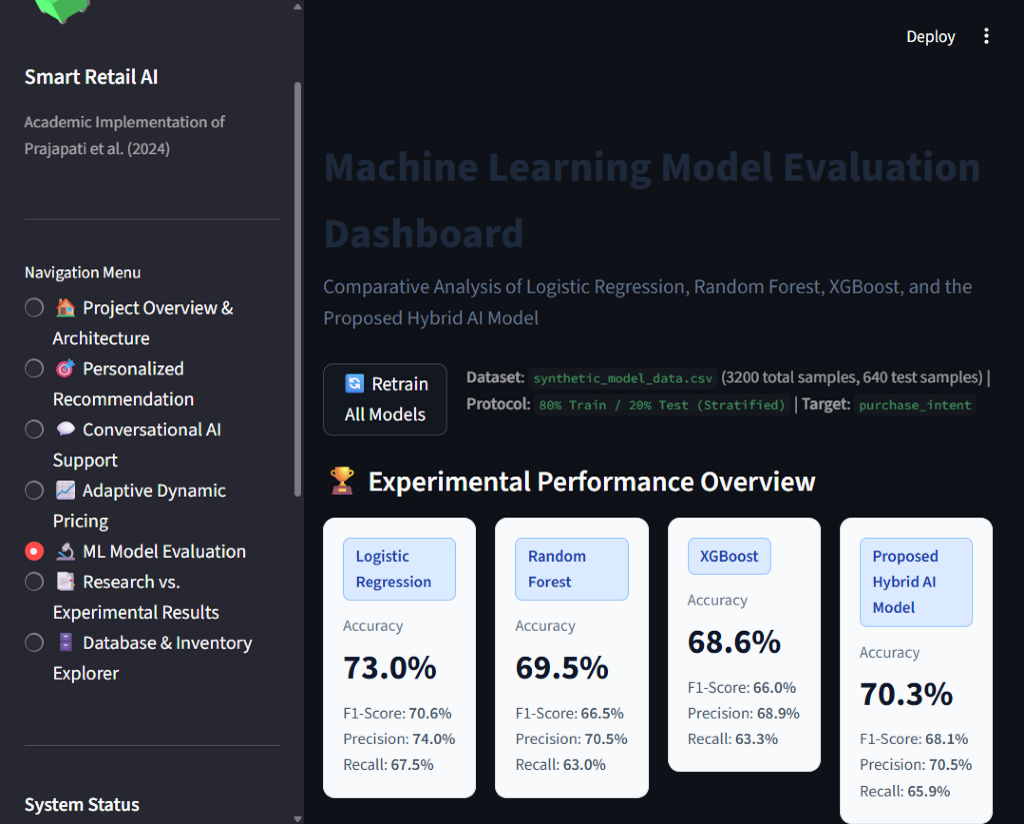 Smart Retail AI
Academic Implementation of
Prajapati et al. (2024)
Navigation Menu
🏠 Project Overview &
Architecture
🎯 Personalized
Recommendation
💬 Conversational AI
Support
📈 Adaptive Dynamic
Pricing
🔬 ML Model Evaluation
📑 Research vs.
Experimental Results
🗄️ Database & Inventory
Explorer
System Status
Deploy
Machine Learning Model Evaluation
Dashboard
Comparative Analysis of Logistic Regression, Random Forest, XGBoost, and the
Proposed Hybrid AI Model
🔄 Retrain
All Models
Dataset: synthetic_model_data.csv (3200 total samples, 640 test samples) |
Protocol: 80% Train / 20% Test (Stratified) | Target: purchase_intent
🏆 Experimental Performance Overview
Logistic
Regression
Accuracy
73.0%
F1-Score: 70.6%
Precision: 74.0%
Recall: 67.5%
Random
Forest
Accuracy
69.5%
F1-Score: 66.5%
Precision: 70.5%
Recall: 63.0%
XGBoost
Accuracy
68.6%
F1-Score: 66.0%
Precision: 68.9%
Recall: 63.3%
Proposed
Hybrid AI
Model
Accuracy
70.3%
F1-Score: 68.1%
Precision: 70.5%
Recall: 65.9%